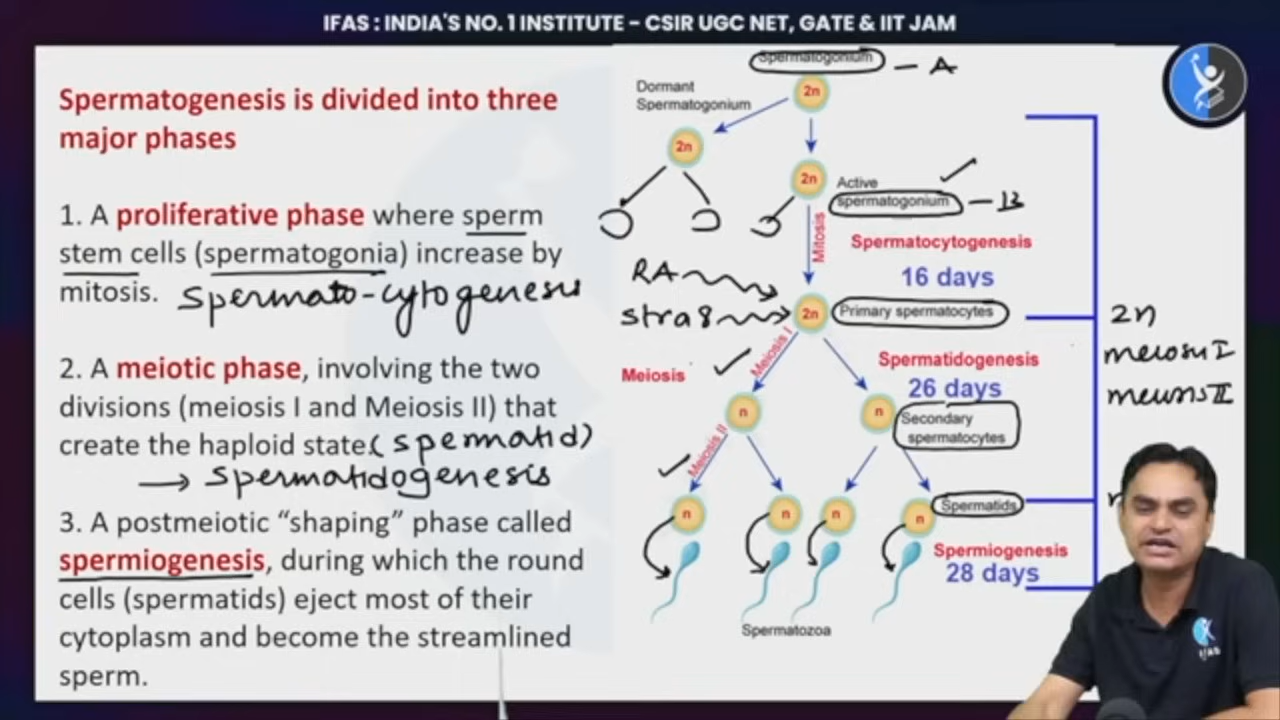 IFAS : INDIA'S NO. 1 INSTITUTE – CSIR UGC NET, GATE & IIT JAM
Spermatogenesis is divided into three
major phases
1. A proliferative phase where sperm
stem cells (spermatogonia) increase by
mitosis. spermato-cytogenesis
2. A meiotic phase, involving the two
divisions (meiosis I and Meiosis II) that
create the haploid state. (spermatid)
→ spermatidogenesis
3. A postmeiotic “shaping” phase called
spermiogenesis, during which the round
cells (spermatids) eject most of their
cytoplasm and become the streamlined
sperm.
Spermatogonium – A
Dormant
Spermatogonium
2n
2n
2n
Active
spermatogonium – B
Mitosis
Spermatocytogenesis
16 days
RA
stra8
2n
Primary spermatocytes
2n
Meiosis I
Meiosis
Spermatidogenesis
26 days
meiosis I
meiosis II
n
n
Secondary
spermatocytes
Meiosis II
n
n
n
n
Spermatids
Spermiogenesis
28 days
Spermatozoa
IFAS